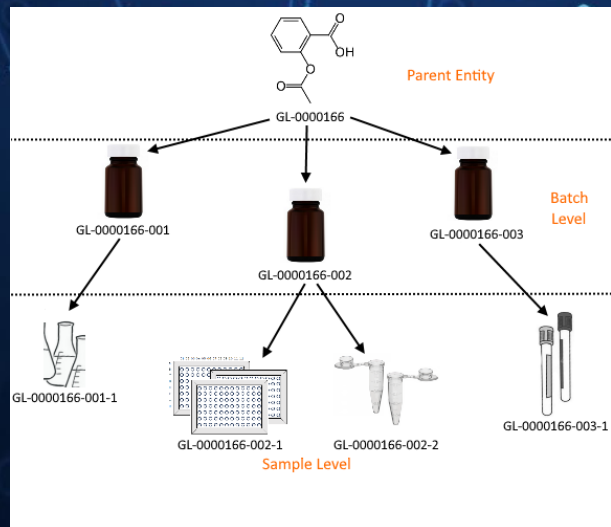 O
OH
O
O
Parent Entity
GL-0000166
GL-0000166-001
GL-0000166-002
GL-0000166-003
Batch
Level
GL-0000166-001-1
GL-0000166-002-1
GL-0000166-002-2
GL-0000166-003-1
Sample Level